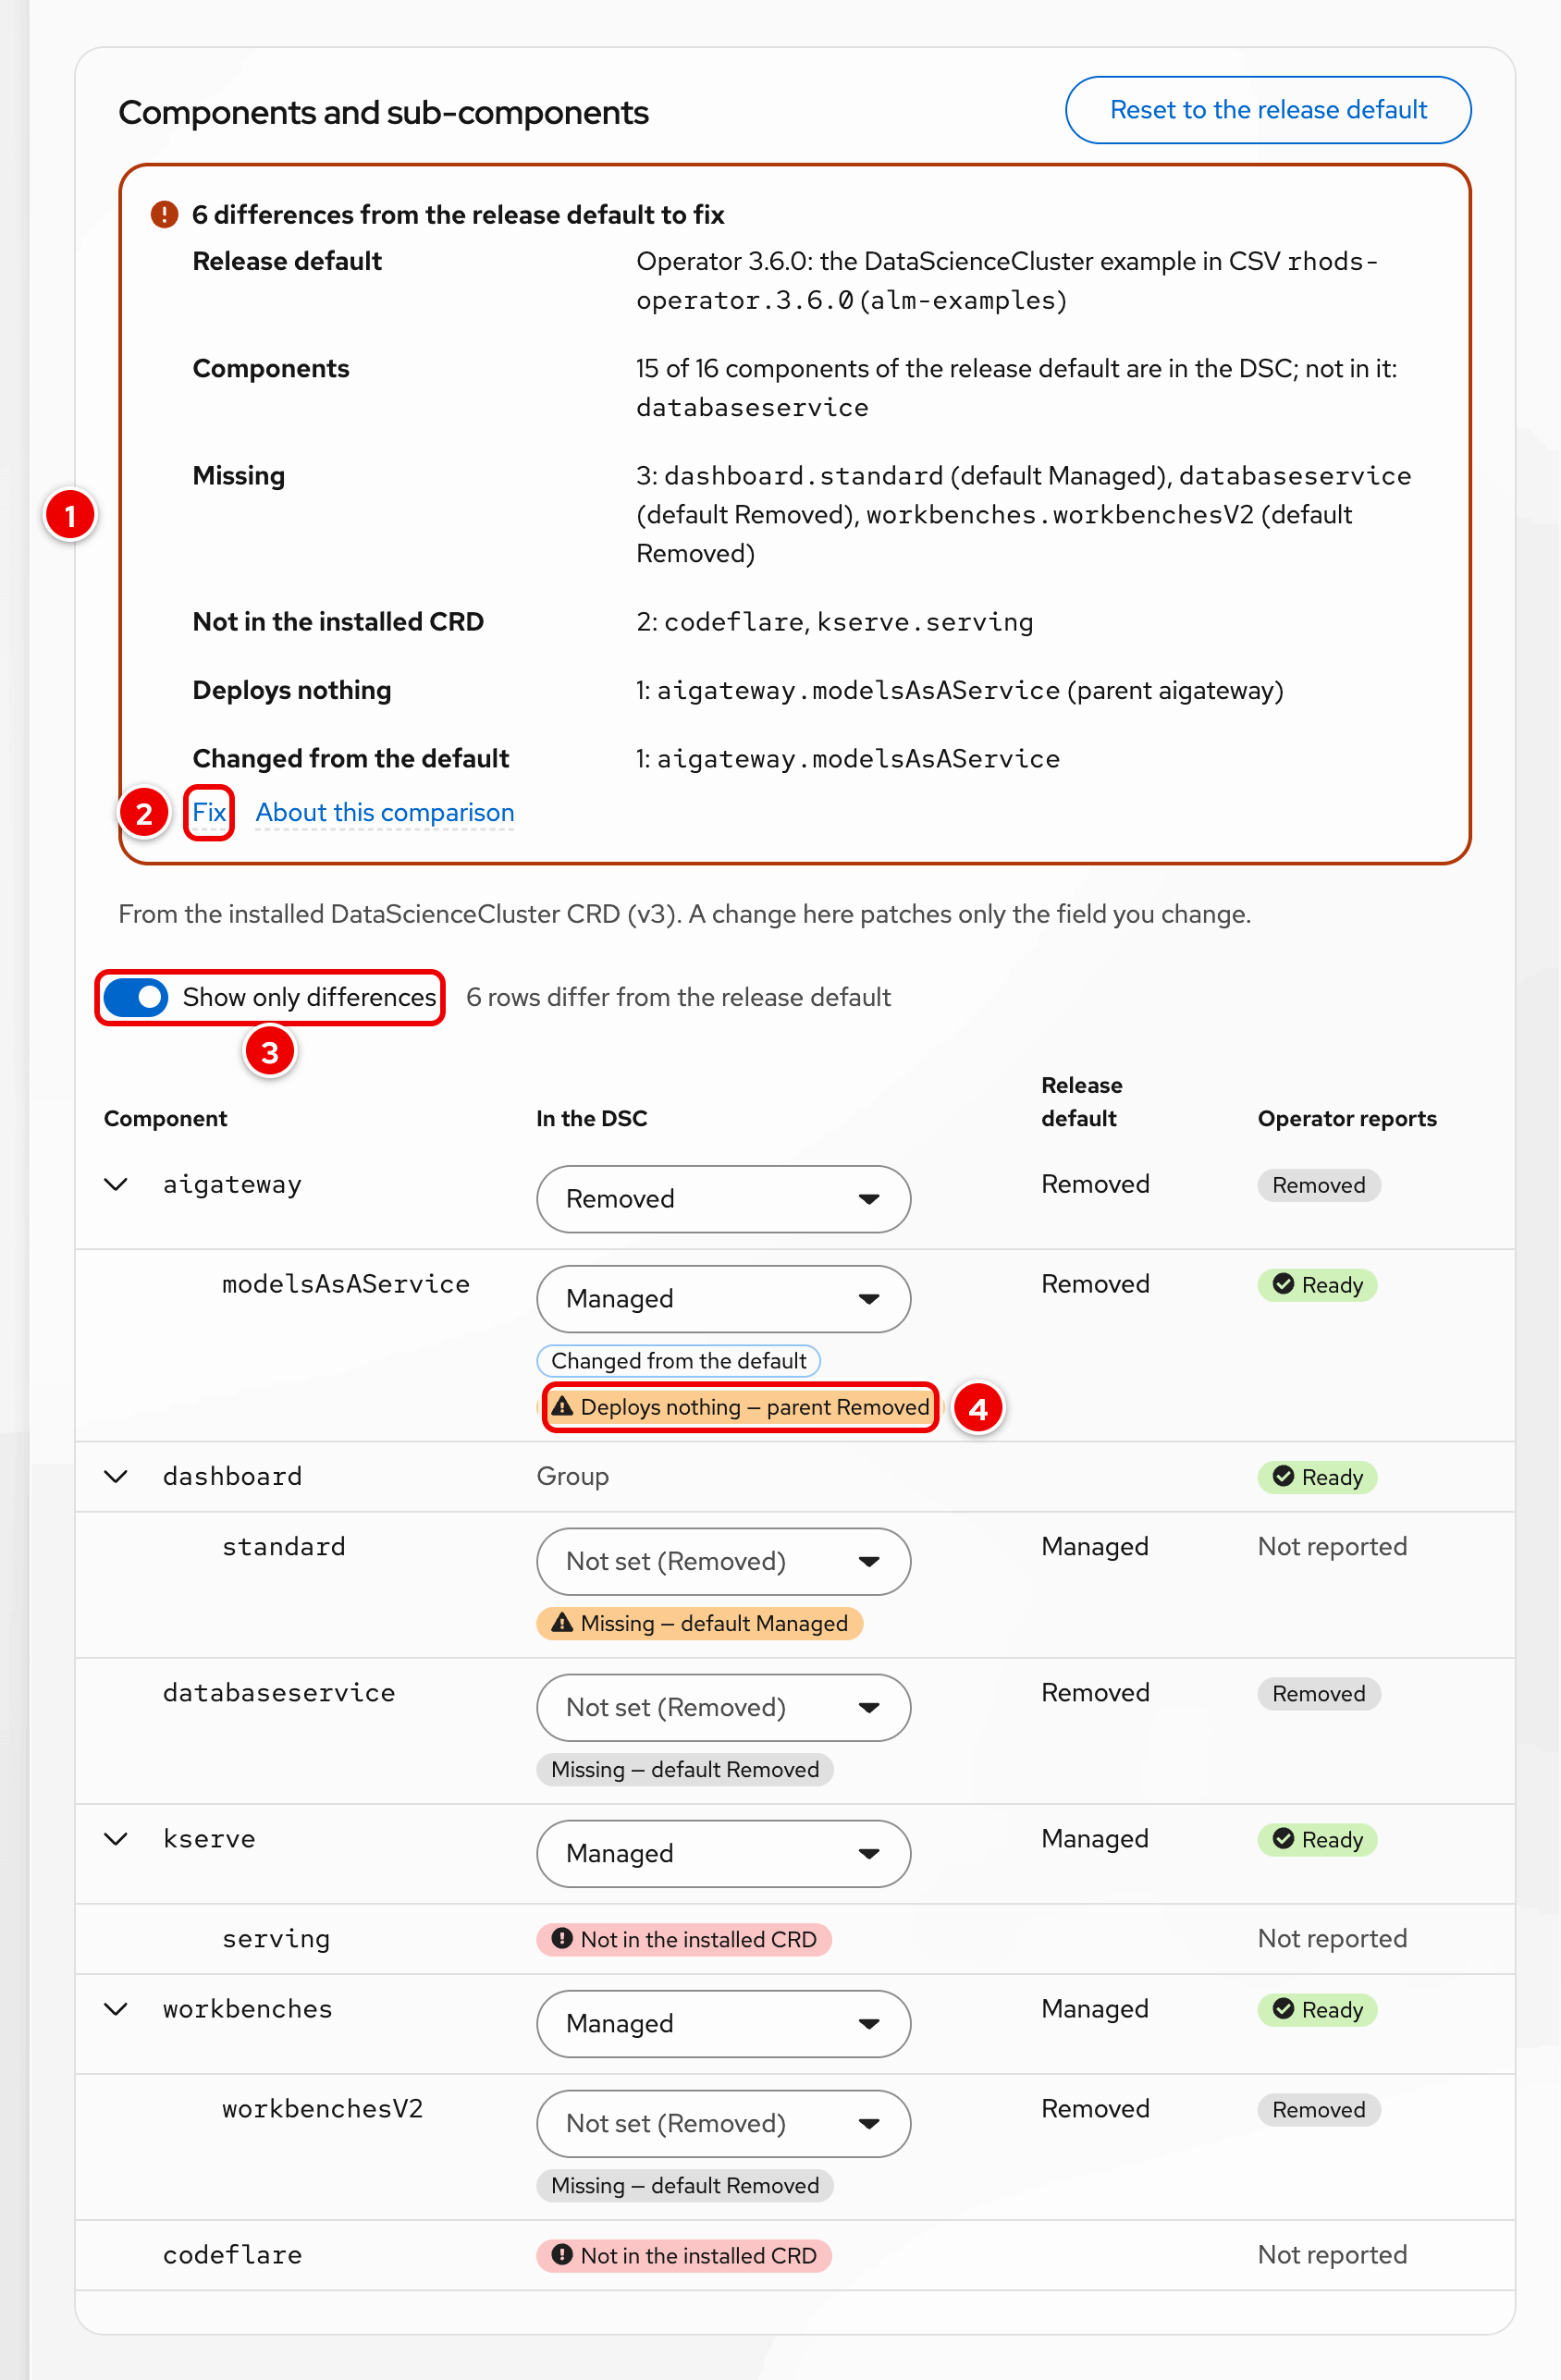 Components and sub-components
Reset to the release default
6 differences from the release default to fix
Release default
Operator 3.6.0: the DataScienceCluster example in CSV rhods-
operator.3.6.0 (alm-examples)
Components
15 of 16 components of the release default are in the DSC; not in it:
databaseservice
Missing
3: dashboard.standard (default Managed), databaseservice
(default Removed), workbenches.workbenchesV2 (default
Removed)
1
Not in the installed CRD
2: codeflare, kserve.serving
Deploys nothing
1: aigateway.modelsAsAService (parent aigateway)
Changed from the default
1: aigateway.modelsAsAService
2
Fix
About this comparison
From the installed DataScienceCluster CRD (v3). A change here patches only the field you change.
Show only differences
6 rows differ from the release default
3
Component
In the DSC
Release
default
Operator reports
aigateway
Removed
Removed
Removed
modelsAsAService
Managed
Removed
Ready
Changed from the default
Deploys nothing – parent Removed
4
dashboard
Group
Ready
standard
Not set (Removed)
Managed
Not reported
Missing – default Managed
databaseservice
Not set (Removed)
Removed
Removed
Missing – default Removed
kserve
Managed
Managed
Ready
serving
Not in the installed CRD
Not reported
workbenches
Managed
Managed
Ready
workbenchesV2
Not set (Removed)
Removed
Removed
Missing – default Removed
codeflare
Not in the installed CRD
Not reported